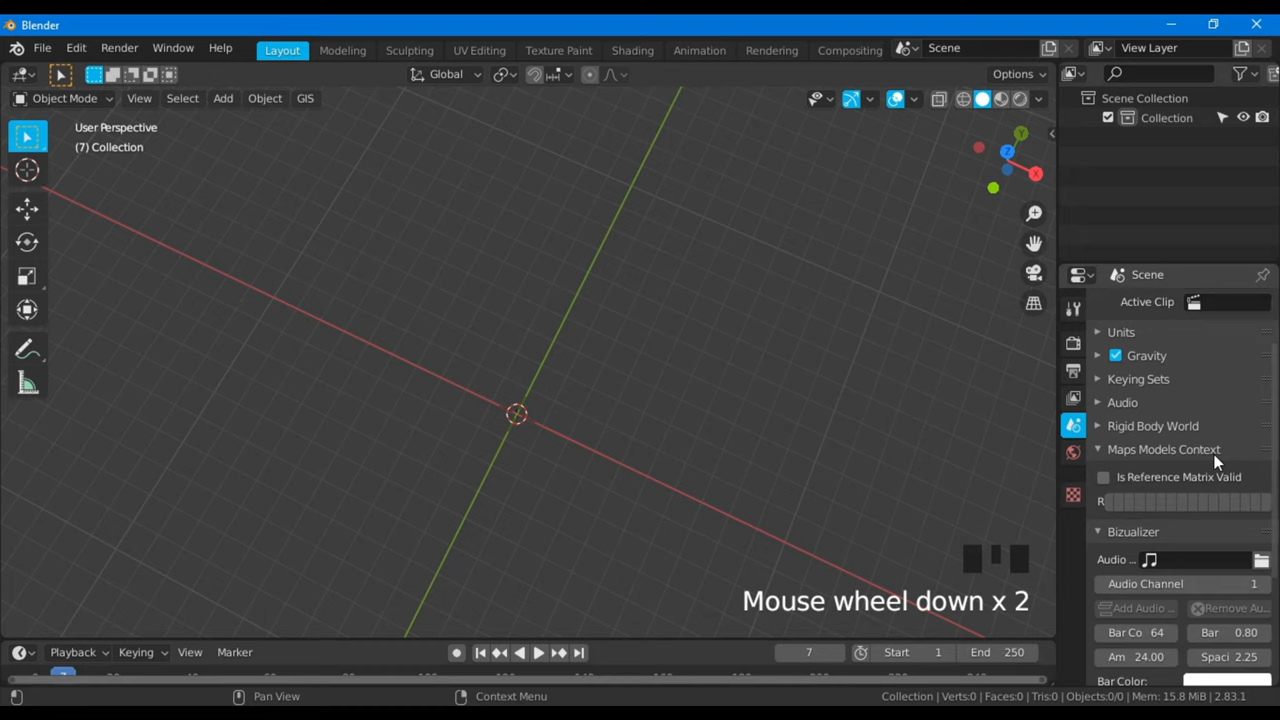 Blender
File Edit Render Window Help Layout Modeling Sculpting UV Editing Texture Paint Shading Animation Rendering Compositing Scene View Layer
Global Options
Object Mode View Select Add Object GIS
Scene Collection
Collection
User Perspective
(7) Collection
Y
Z
X
Scene
Active Clip
Units
Gravity
Keying Sets
Audio
Rigid Body World
Maps Models Context
Is Reference Matrix Valid
R
Bizualizer
Audio ...
Audio Channel 1
Add Audio ... Remove Au...
Bar Co 64 Bar 0.80
Am 24.00 Spaci 2.25
Bar Color:
Mouse wheel down x 2
Playback Keying View Marker 7 Start 1 End 250
Pan View Context Menu Collection | Verts:0 | Faces:0 | Tris:0 | Objects:0/0 | Mem: 15.8 MiB | 2.83.1